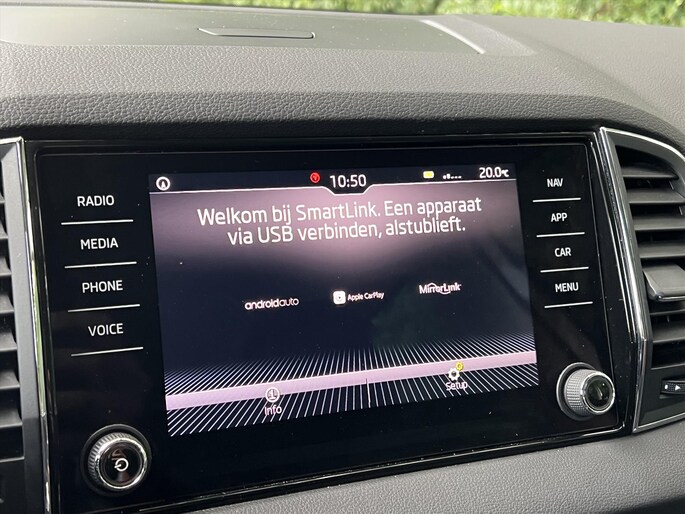 10:50
20.0°C
RADIO
MEDIA
PHONE
VOICE
Welkom bij SmartLink. Een apparaat
via USB verbinden, alstublieft.
androidauto
Apple CarPlay
MirrorLink
Info
Setup
NAV
APP
CAR
MENU